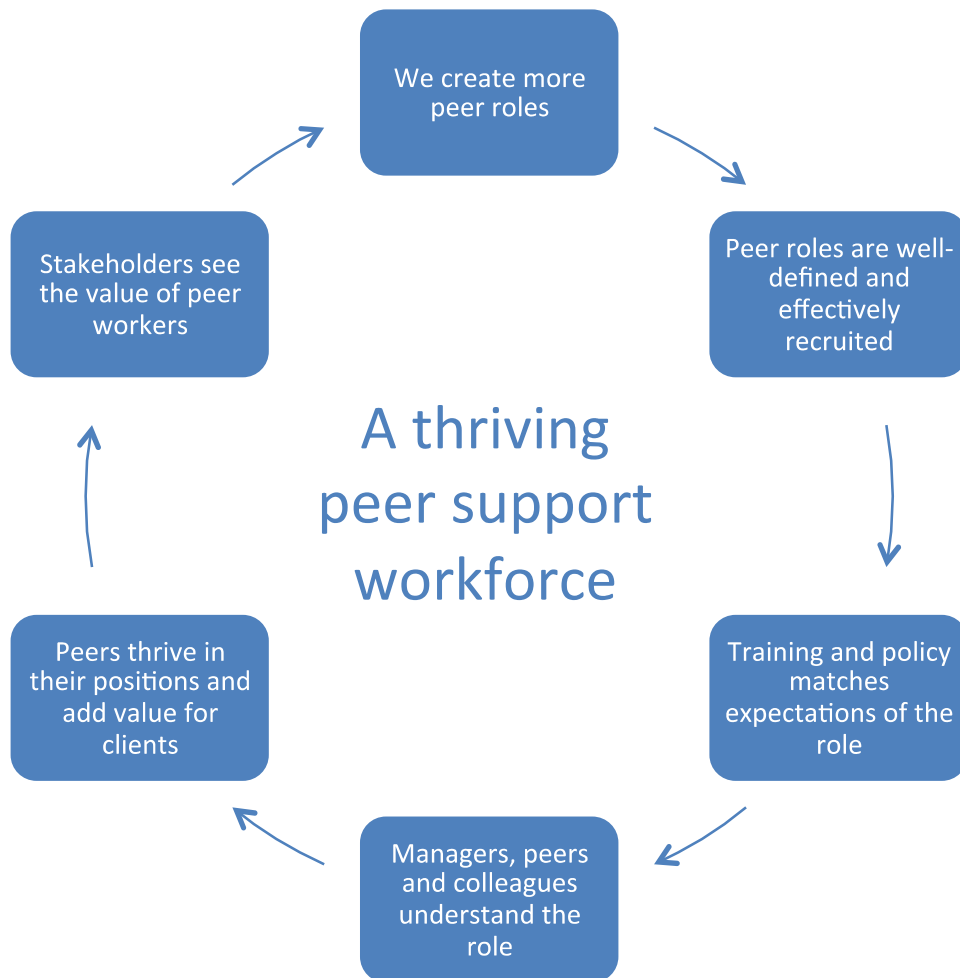 We create more
peer roles
Peer roles are well-
defined and
effectively
recruited
Training and policy
matches
expectations of the
role
Managers, peers
and colleagues
understand the
role
Peers thrive in
their positions and
add value for
clients
Stakeholders see
the value of peer
workers
A thriving
peer support
workforce